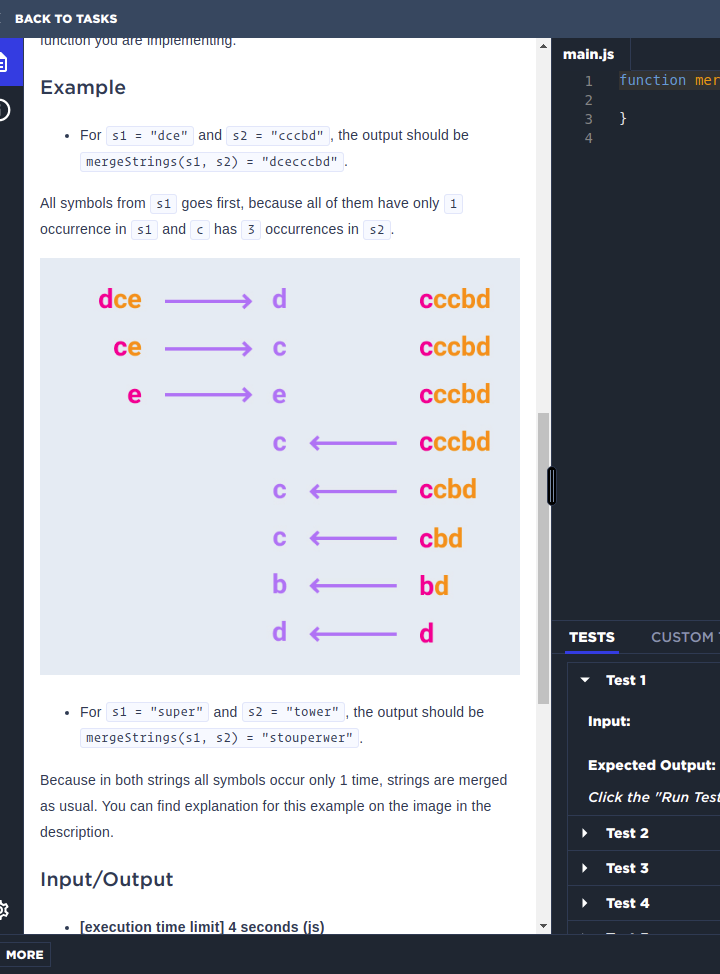 BACK TO TASKS
function you are implementing.
Example
• For s1 = "dce" and s2 = "cccbd", the output should be
mergeStrings(s1, s2) = "dcecccbd".
All symbols from s1 goes first, because all of them have only 1
occurrence in s1 and c has 3 occurrences in s2.
dce d cccbd
ce c cccbd
e e cccbd
c cccbd
c ccbd
c cbd
b bd
d d
• For s1 = "super" and s2 = "tower", the output should be
mergeStrings(s1, s2) = "stouperwer".
Because in both strings all symbols occur only 1 time, strings are merged
as usual. You can find explanation for this example on the image in the
description.
Input/Output
• [execution time limit] 4 seconds (js)
MORE
main.js
1 function mer
2
3 }
4
TESTS CUSTOM
Test 1
Input:
Expected Output:
Click the "Run Test
Test 2
Test 3
Test 4